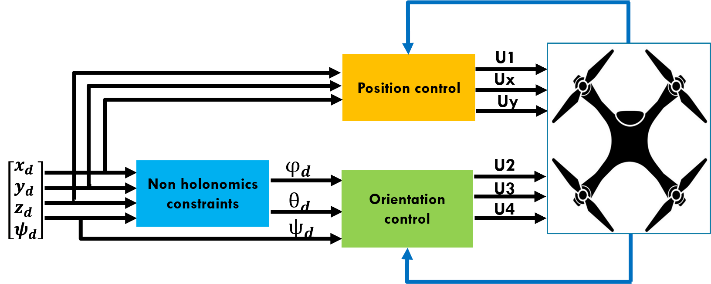 x_d
y_d
z_d
ψ_d
Non holonomics
constraints
φ_d
θ_d
ψ_d
Position control
Orientation
control
U1
Ux
Uy
U2
U3
U4